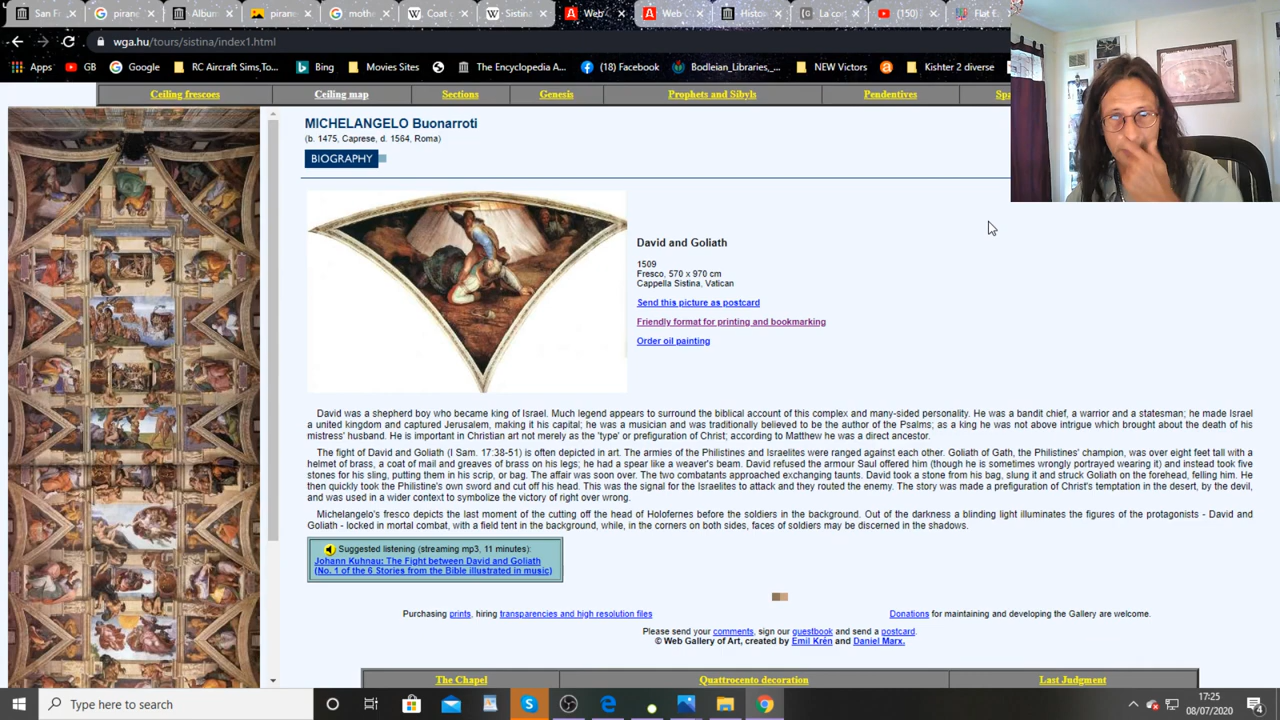 San Fr
pirane
Album
pirane
mothe
Coat o
Sistina
Web G
Web G
Histor
La cor
(150)
Flat E
wga.hu/tours/sistina/index1.html
Apps GB Google RC Aircraft Sims,To... Bing Movies Sites The Encyclopedia A... (18) Facebook Bodleian_Libraries,_... NEW Victors Kishter 2 diverse
Ceiling frescoes Ceiling map Sections Genesis Prophets and Sibyls Pendentives Spa
MICHELANGELO Buonarroti
(b. 1475, Caprese, d. 1564, Roma)
BIOGRAPHY
David and Goliath
1509
Fresco, 570 x 970 cm
Cappella Sistina, Vatican
Send this picture as postcard
Friendly format for printing and bookmarking
Order oil painting
David was a shepherd boy who became king of Israel. Much legend appears to surround the biblical account of this complex and many-sided personality. He was a bandit chief, a warrior and a statesman; he made Israel
a united kingdom and captured Jerusalem, making it his capital; he was a musician and was traditionally believed to be the author of the Psalms; as a king he was not above intrigue which brought about the death of his
mistress' husband. He is important in Christian art not merely as the 'type' or prefiguration of Christ; according to Matthew he was a direct ancestor.
The fight of David and Goliath (I Sam. 17:38-51) is often depicted in art. The armies of the Philistines and Israelites were ranged against each other. Goliath of Gath, the Philistines' champion, was over eight feet tall with a
helmet of brass, a coat of mail and greaves of brass on his legs; he had a spear like a weaver's beam. David refused the armour Saul offered him (though he is sometimes wrongly portrayed wearing it) and instead took five
stones for his sling, putting them in his scrip, or bag. The affair was soon over. The two combatants approached exchanging taunts. David took a stone from his bag, slung it and struck Goliath on the forehead, felling him. He
then quickly took the Philistine's own sword and cut off his head. This was the signal for the Israelites to attack and they routed the enemy. The story was made a prefiguration of Christ's temptation in the desert, by the devil,
and was used in a wider context to symbolize the victory of right over wrong.
Michelangelo's fresco depicts the last moment of the cutting off the head of Holofernes before the soldiers in the background. Out of the darkness a blinding light illuminates the figures of the protagonists - David and
Goliath - locked in mortal combat, with a field tent in the background, while, in the corners on both sides, faces of soldiers may be discerned in the shadows.
Suggested listening (streaming mp3, 11 minutes):
Johann Kuhnau: The Fight between David and Goliath
(No. 1 of the 6 Stories from the Bible illustrated in music)
Purchasing prints, hiring transparencies and high resolution files
Donations for maintaining and developing the Gallery are welcome.
Please send your comments, sign our guestbook and send a postcard.
© Web Gallery of Art, created by Emil Krén and Daniel Marx.
The Chapel Quattrocento decoration Last Judgment
Type here to search
17:25
08/07/2020
4